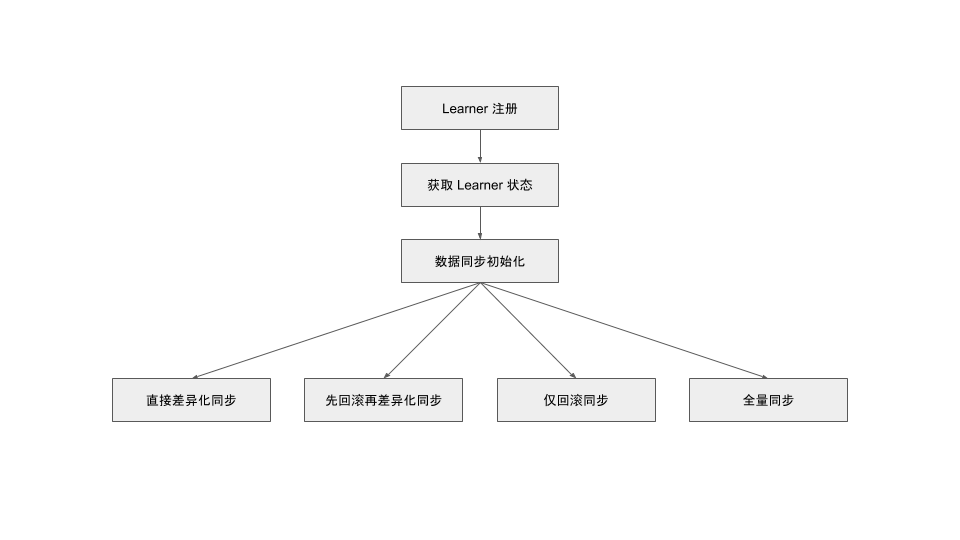 Learner 注册
获取 Learner 状态
数据同步初始化
直接差异化同步
先回滚再差异化同步
仅回滚同步
全量同步